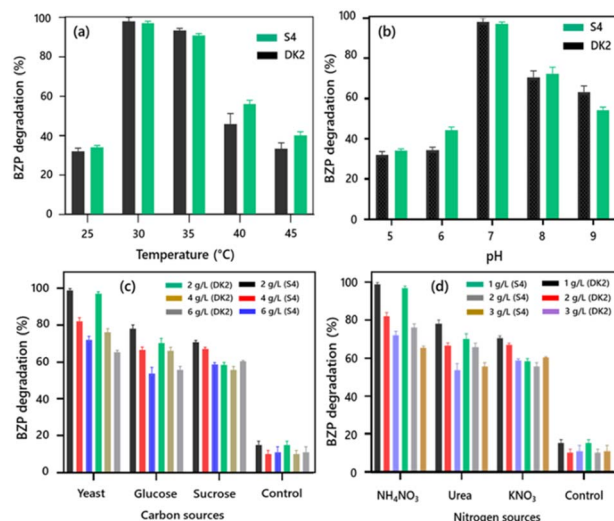 (a)
S4
DK2
BZP degradation (%)
100
80
60
40
20
0
25 30 35 40 45
Temperature (°C)
(b)
S4
DK2
BZP degradation (%)
100
80
60
40
20
0
5 6 7 8 9
pH
(c)
2 g/L (DK2) 2 g/L (S4)
4 g/L (DK2) 4 g/L (S4)
6 g/L (DK2) 6 g/L (S4)
BZP degradation (%)
100
80
60
40
20
0
Yeast Glucose Sucrose Control
Carbon sources
(d)
1 g/L (S4) 1 g/L (DK2)
2 g/L (S4) 2 g/L (DK2)
3 g/L (S4) 3 g/L (DK2)
BZP degradation (%)
100
80
60
40
20
0
NH₄NO₃ Urea KNO₃ Control
Nitrogen sources